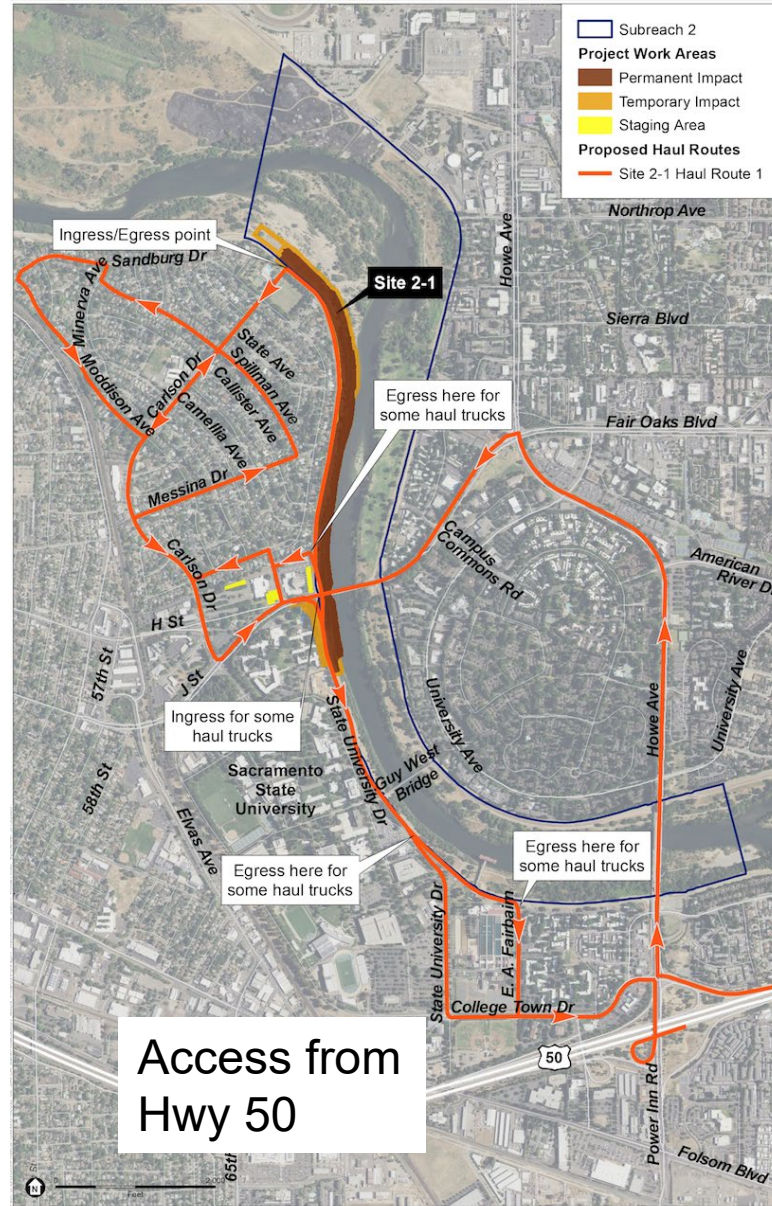 Subreach 2
Project Work Areas
Permanent Impact
Temporary Impact
Staging Area
Proposed Haul Routes
Site 2-1 Haul Route 1
Howe Ave
Northrop Ave
Ingress/Egress point
Sandburg Dr
Minerva Ave
Site 2-1
Sierra Blvd
State Ave
Spillman Ave
Callister Ave
Carlson Dr
Moddison Ave
Camellia Ave
Egress here for
some haul trucks
Fair Oaks Blvd
Messina Dr
Campus
Commons Rd
American
River D
Carlson Dr
H St
J St
57th St
58th St
Ingress for some
haul trucks
State University Dr
University Ave
Howe Ave
University Ave
Guy West
Bridge
Sacramento
State
University
Elvas Ave
Egress here for
some haul trucks
Egress here for
some haul trucks
State University Dr
E. A. Fairbairn
College Town Dr
50
Access from
Hwy 50
Power Inn Rd
Folsom Blvd
65th
St
N
2,000
Feet